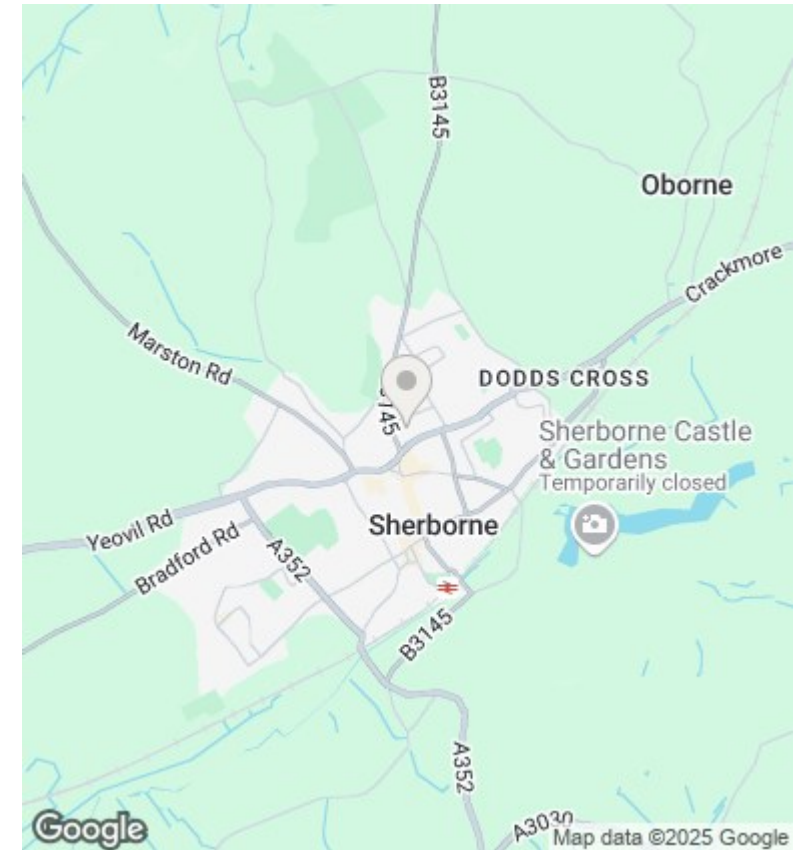 B3145
Oborne
Crackmore
Marston Rd
DODDS CROSS
3145
Sherborne Castle
& Gardens
Temporarily closed
Sherborne
Yeovil Rd
Bradford Rd
A352
B3145
A352
A3030
Google
Map data ©2025 Google